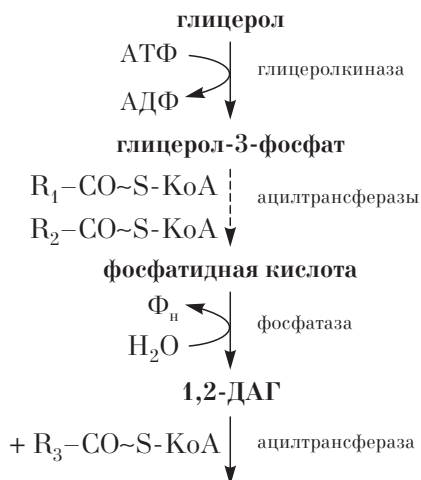 глицерол
АТФ
глицеролкиназа
АДФ
глицерол-3-фосфат
R₁–CO~S-KoA
ацилтрансферазы
R₂–CO~S-KoA
фосфатидная кислота
Фн
фосфатаза
H₂O
1,2-ДАГ
+ R₃–CO~S-KoA
ацилтрансфераза